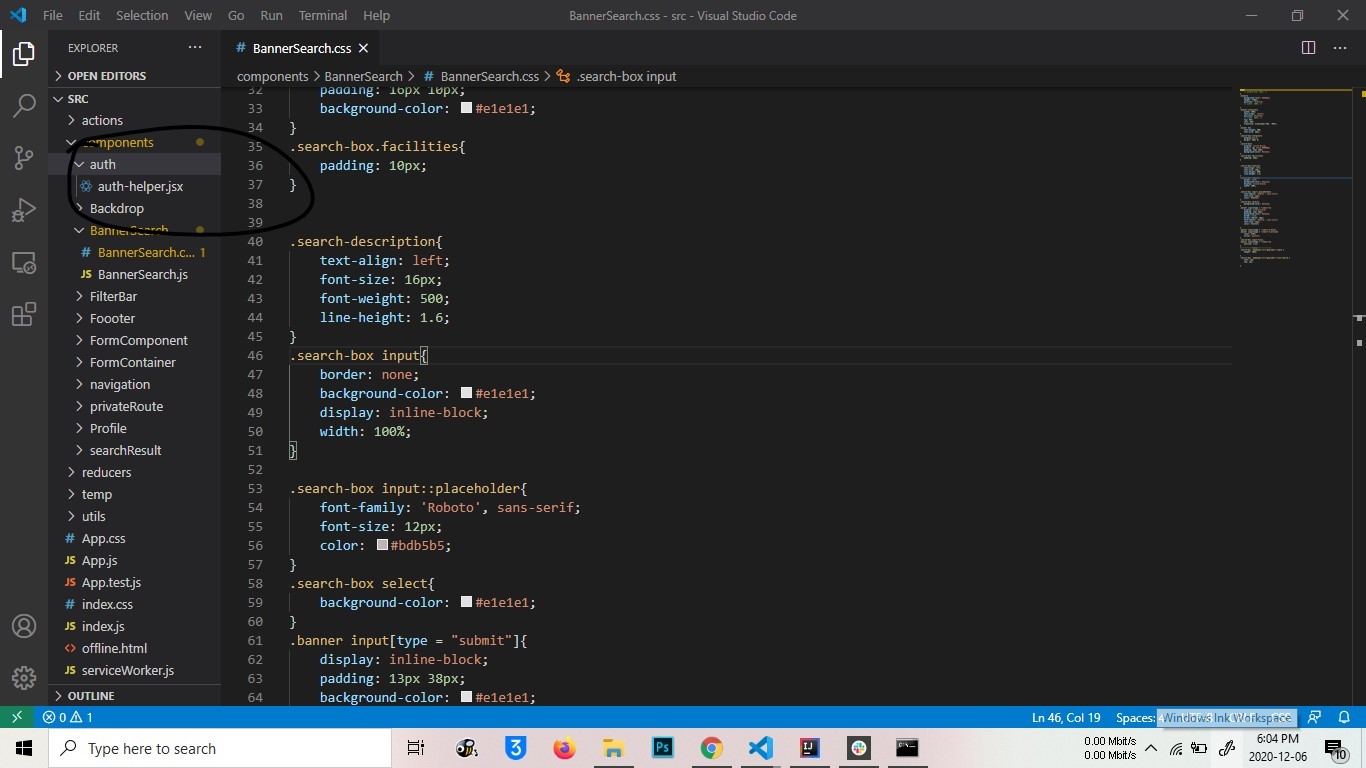 File Edit Selection View Go Run Terminal Help BannerSearch.css - src - Visual Studio Code
EXPLORER
OPEN EDITORS
SRC
actions
components
auth
auth-helper.jsx
Backdrop
BannerSearch
BannerSearch.c... 1
JS BannerSearch.js
FilterBar
Foooter
FormComponent
FormContainer
navigation
privateRoute
Profile
searchResult
reducers
temp
utils
# App.css
JS App.js
JS App.test.js
# index.css
JS index.js
<> offline.html
JS serviceWorker.js
OUTLINE
# BannerSearch.css
components > BannerSearch > # BannerSearch.css > .search-box input
32 padding: 16px 10px;
33 background-color: #e1e1e1;
34 }
35 .search-box.facilities{
36 padding: 10px;
37 }
38
39
40 .search-description{
41 text-align: left;
42 font-size: 16px;
43 font-weight: 500;
44 line-height: 1.6;
45 }
46 .search-box input{
47 border: none;
48 background-color: #e1e1e1;
49 display: inline-block;
50 width: 100%;
51 }
52
53 .search-box input::placeholder{
54 font-family: 'Roboto', sans-serif;
55 font-size: 12px;
56 color: #bdb5b5;
57 }
58 .search-box select{
59 background-color: #e1e1e1;
60 }
61 .banner input[type = "submit"]{
62 display: inline-block;
63 padding: 13px 38px;
64 background-color: #e1e1e1;
0 1 Ln 46, Col 19 Spaces: Windows Ink Workspace
Type here to search
0.00 Mbit/s
0.00 Mbit/s
6:04 PM
2020-12-06
10